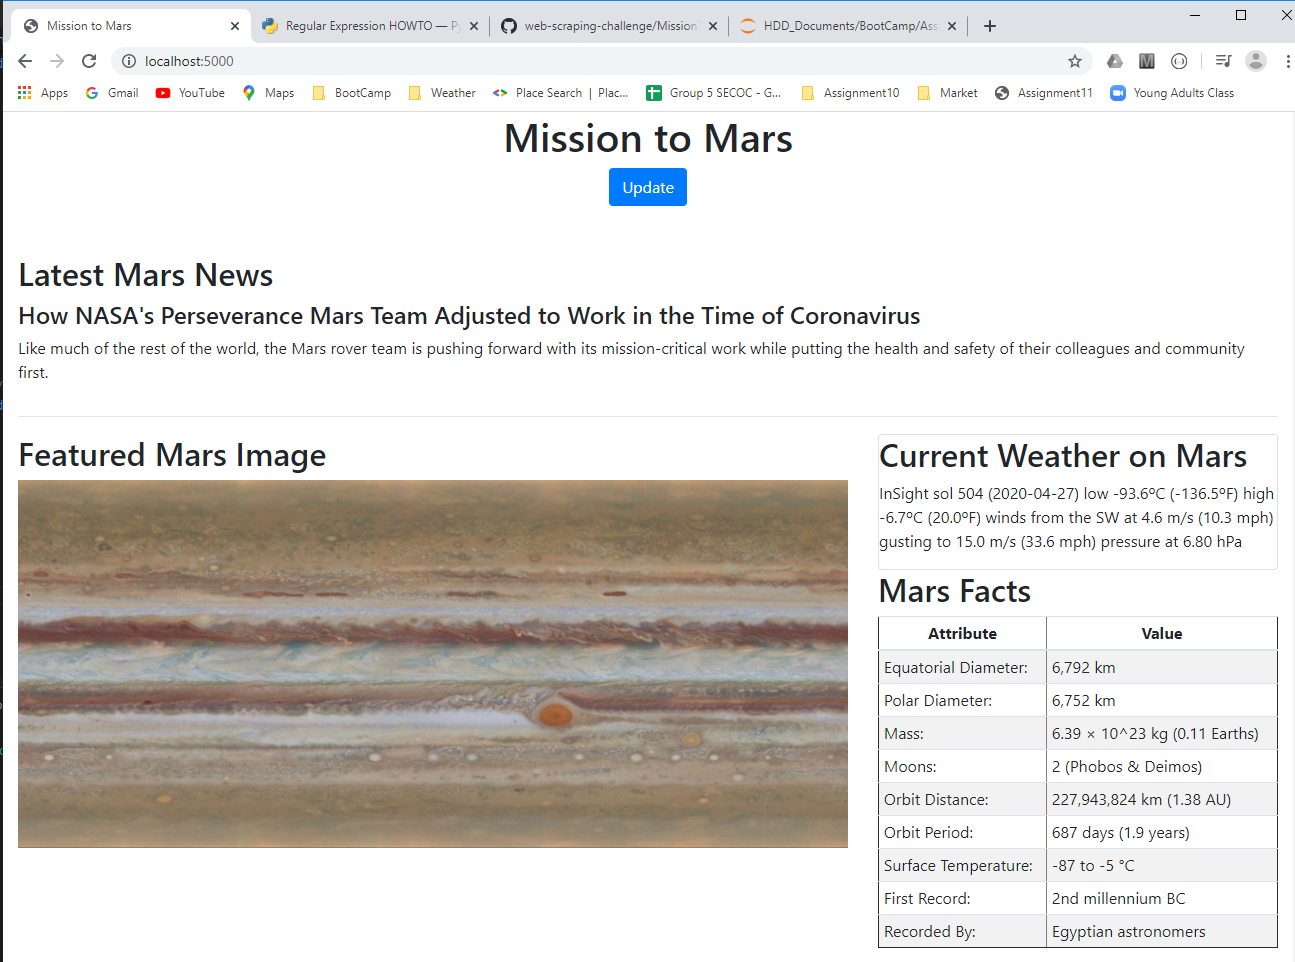 Mission to Mars
Regular Expression HOWTO — Py
web-scraping-challenge/Mission
HDD_Documents/BootCamp/Ass
localhost:5000
Apps
Gmail
YouTube
Maps
BootCamp
Weather
Place Search | Plac...
Group 5 SECOC - G...
Assignment10
Market
Assignment11
Young Adults Class
Mission to Mars
Update
Latest Mars News
How NASA's Perseverance Mars Team Adjusted to Work in the Time of Coronavirus
Like much of the rest of the world, the Mars rover team is pushing forward with its mission-critical work while putting the health and safety of their colleagues and community
first.
Featured Mars Image
Current Weather on Mars
InSight sol 504 (2020-04-27) low -93.6ºC (-136.5ºF) high
-6.7ºC (20.0ºF) winds from the SW at 4.6 m/s (10.3 mph)
gusting to 15.0 m/s (33.6 mph) pressure at 6.80 hPa
Mars Facts
Attribute Value
Equatorial Diameter: 6,792 km
Polar Diameter: 6,752 km
Mass: 6.39 × 10^23 kg (0.11 Earths)
Moons: 2 (Phobos & Deimos)
Orbit Distance: 227,943,824 km (1.38 AU)
Orbit Period: 687 days (1.9 years)
Surface Temperature: -87 to -5 °C
First Record: 2nd millennium BC
Recorded By: Egyptian astronomers